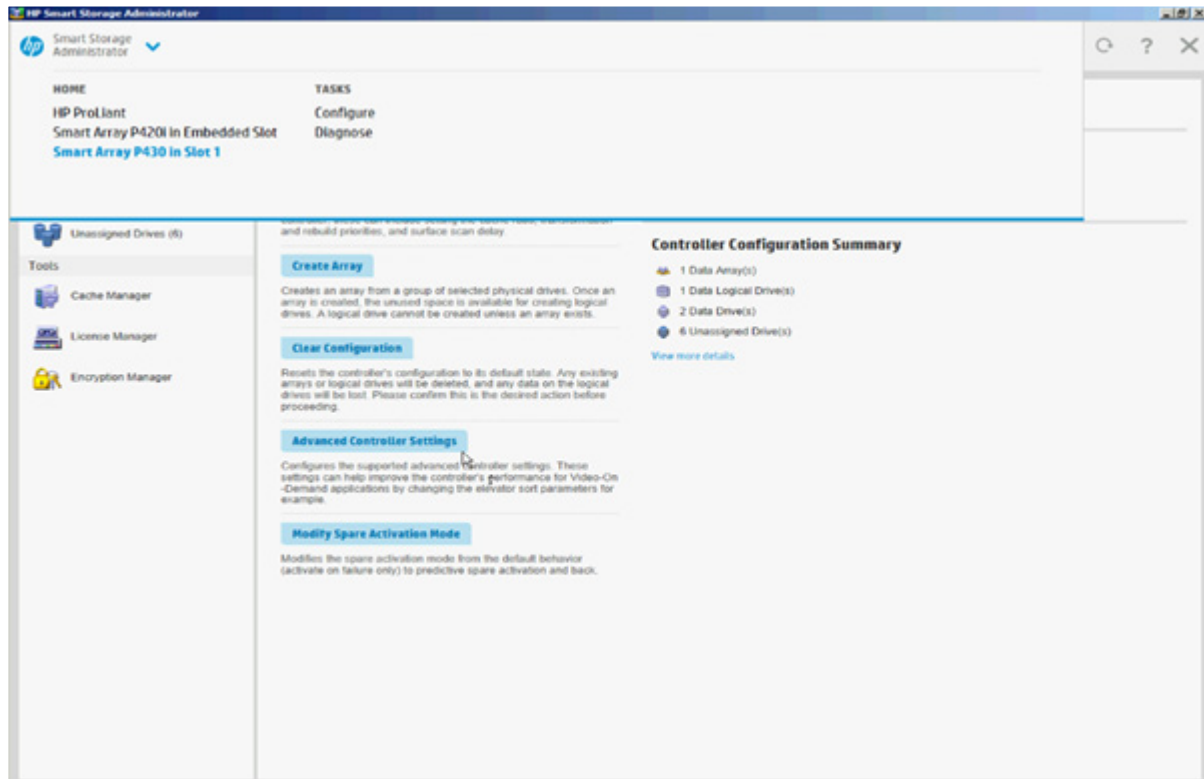 HP Smart Storage Administrator
hp
Smart Storage
Administrator
?
HOME
TASKS
HP ProLiant
Configure
Smart Array P420i in Embedded Slot
Diagnose
Smart Array P430 in Slot 1
and rebuild priorities, and surface scan delay.
Unassigned Drives (6)
Tools
Cache Manager
License Manager
Encryption Manager
Create Array
Creates an array from a group of selected physical drives. Once an
array is created, the unused space is available for creating logical
drives. A logical drive cannot be created unless an array exists.
Clear Configuration
Resets the controller's configuration to its default state. Any existing
arrays or logical drives will be deleted, and any data on the logical
drives will be lost. Please confirm this is the desired action before
proceeding.
Advanced Controller Settings
Configures the supported advanced controller settings. These
settings can help improve the controller's performance for Video-On
-Demand applications by changing the elevator sort parameters for
example.
Modify Spare Activation Mode
Modifies the spare activation mode from the default behavior
(activate on failure only) to predictive spare activation and back.
Controller Configuration Summary
1 Data Array(s)
1 Data Logical Drive(s)
2 Data Drive(s)
6 Unassigned Drive(s)
View more details